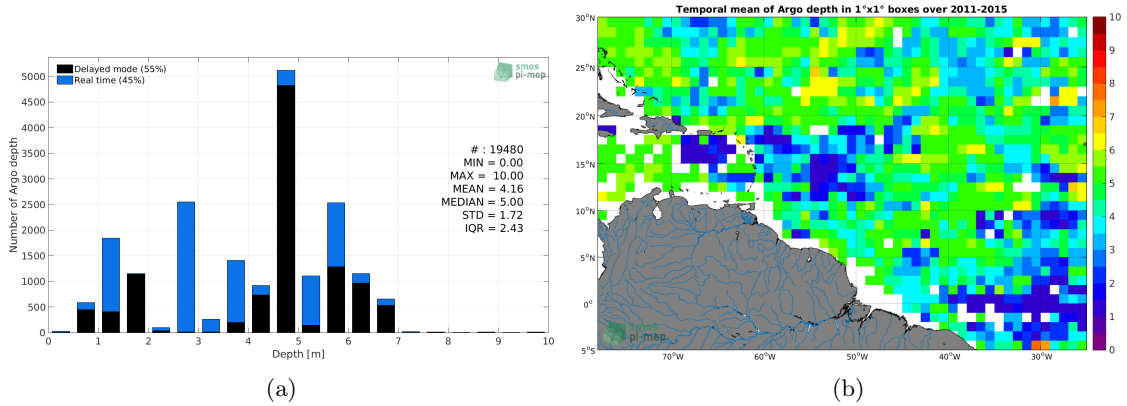 Delayed mode (55%)
Real time (45%)
smos
pi-mep
Number of Argo depth
5000
4500
4000
3500
3000
2500
2000
1500
1000
500
0
# : 19480
MIN = 0.00
MAX = 10.00
MEAN = 4.16
MEDIAN = 5.00
STD = 1.72
IQR = 2.43
0 1 2 3 4 5 6 7 8 9 10
Depth [m]
(a)
Temporal mean of Argo depth in 1°x1° boxes over 2011-2015
30°N
25°N
20°N
15°N
10°N
5°N
0°
5°S
70°W 60°W 50°W 40°W 30°W
smos
pi-mep
10
9
8
7
6
5
4
3
2
1
0
(b)